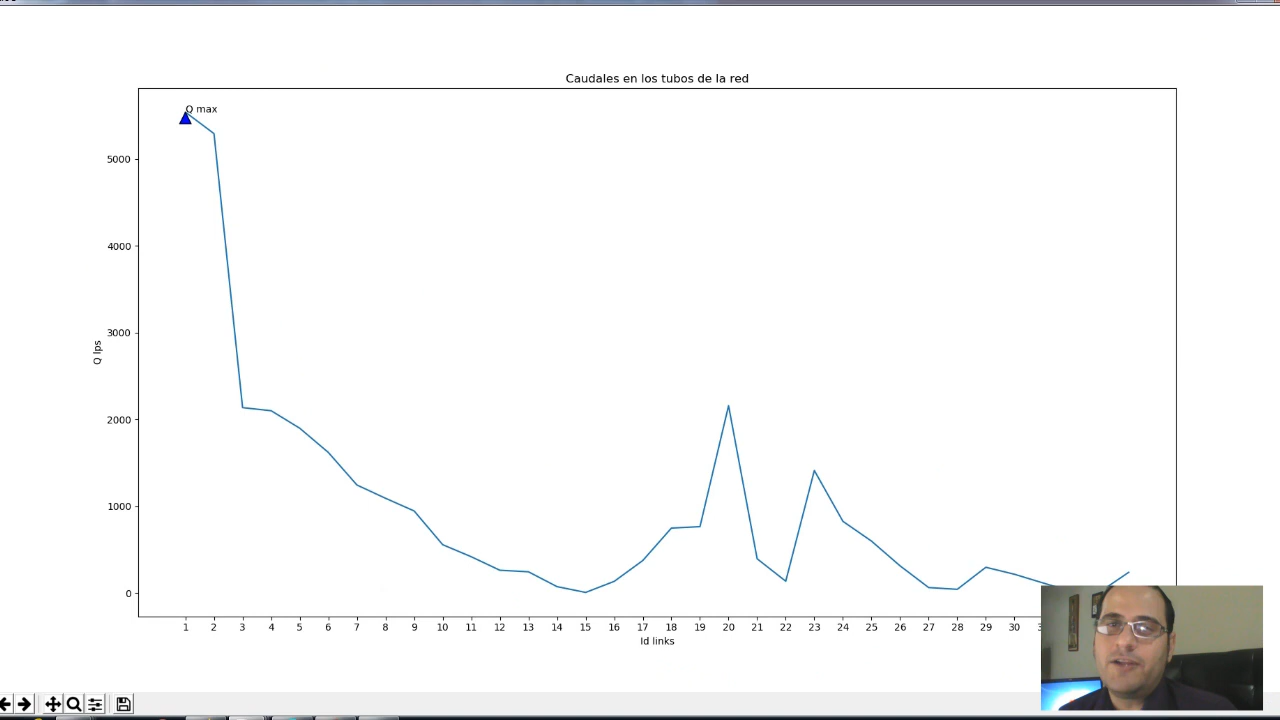 Caudales en los tubos de la red
Q max
5000
4000
3000
2000
1000
0
Q lps
1 2 3 4 5 6 7 8 9 10 11 12 13 14 15 16 17 18 19 20 21 22 23 24 25 26 27 28 29 30
Id links